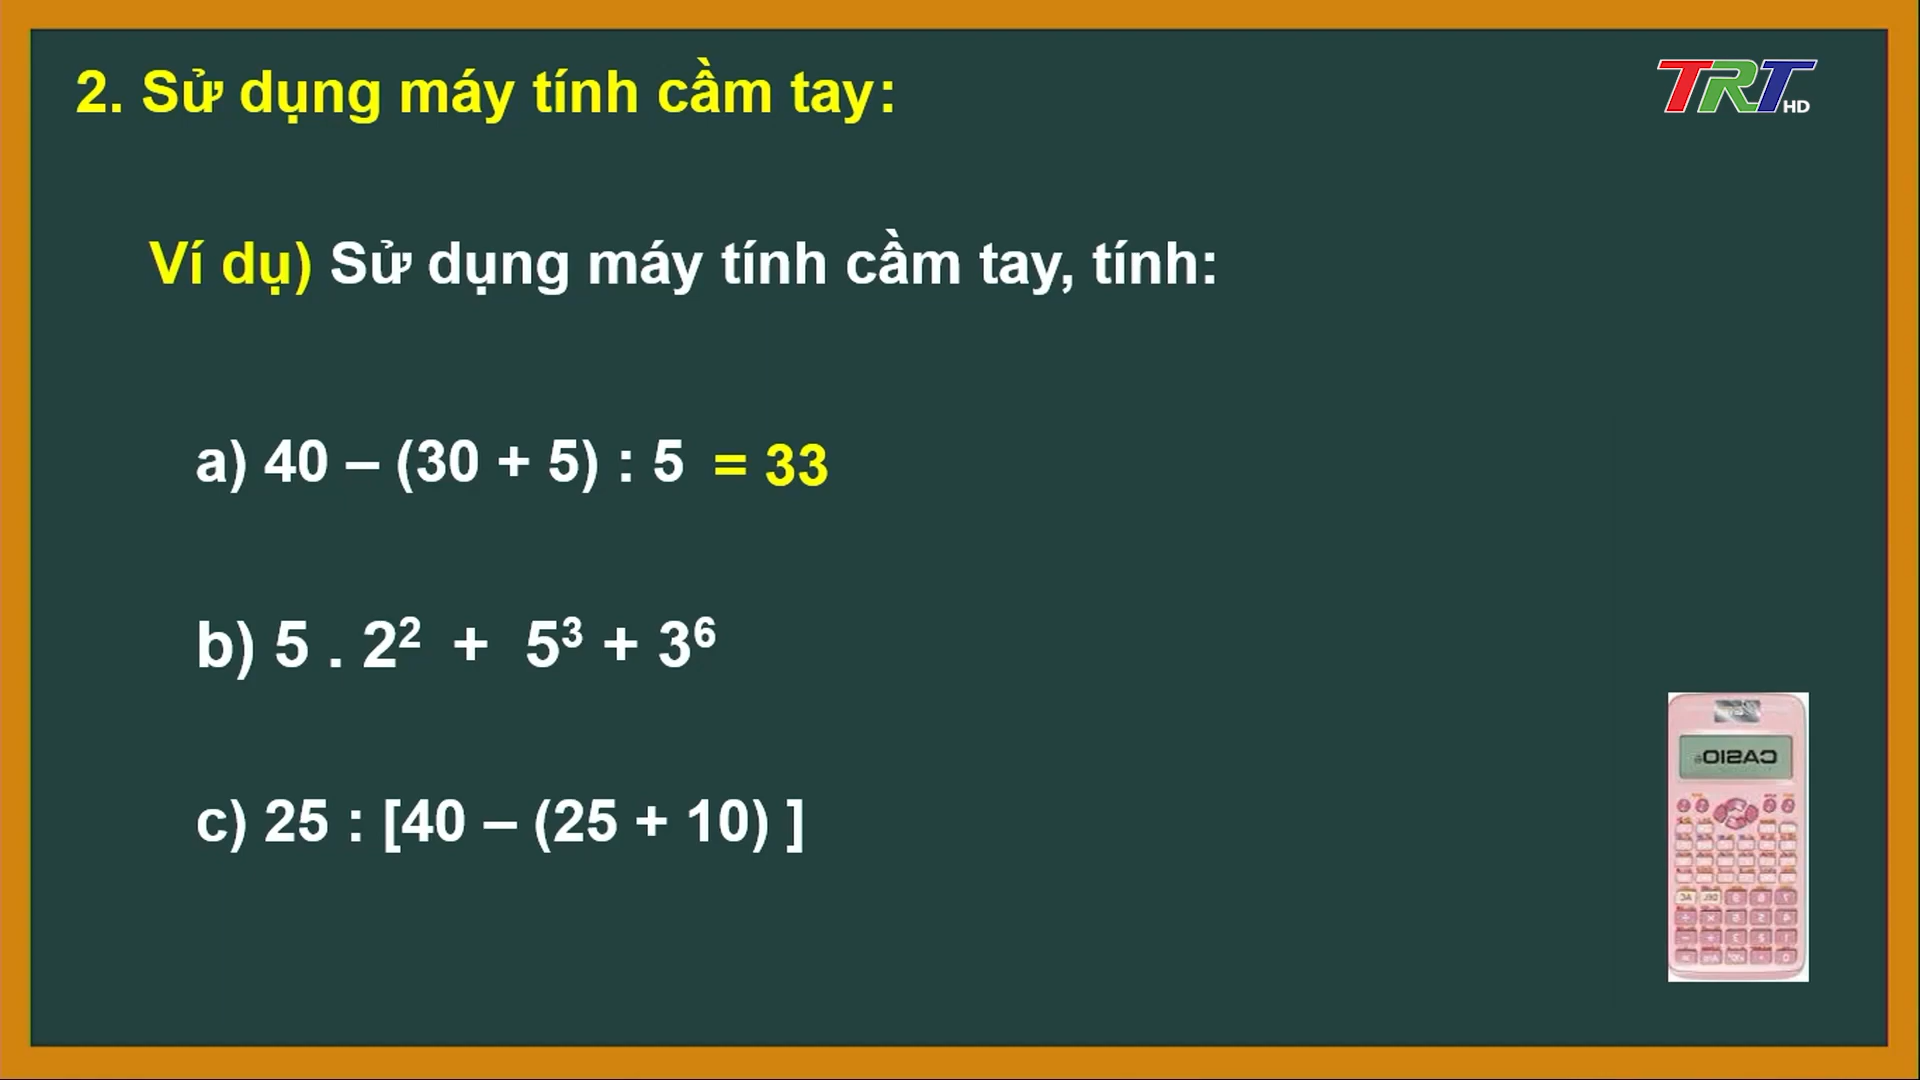 2. Sử dụng máy tính cầm tay:
TRT HD
Ví dụ) Sử dụng máy tính cầm tay, tính:
a) 40 – (30 + 5) : 5 = 33
b) 5 . 2² + 5³ + 3⁶
c) 25 : [40 – (25 + 10) ]
CASIO